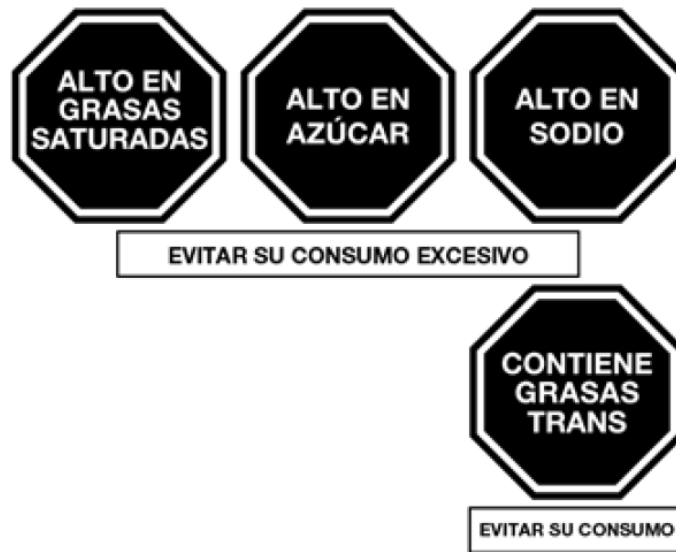 ALTO EN
GRASAS
SATURADAS
ALTO EN
AZÚCAR
ALTO EN
SODIO
EVITAR SU CONSUMO EXCESIVO
CONTIENE
GRASAS
TRANS
EVITAR SU CONSUMO